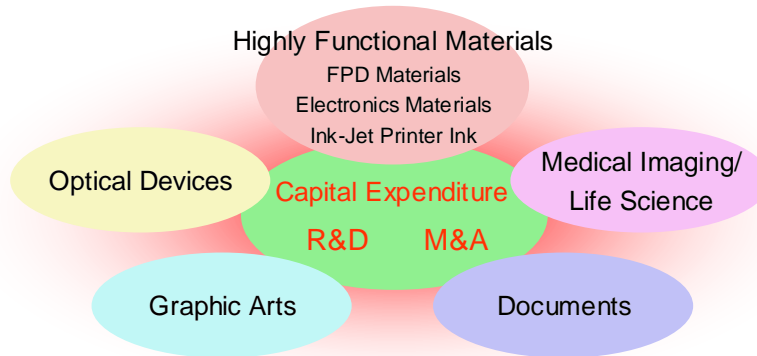 Highly Functional Materials
FPD Materials
Electronics Materials
Ink-Jet Printer Ink
Optical Devices
Medical Imaging/
Life Science
Capital Expenditure
R&D M&A
Graphic Arts
Documents